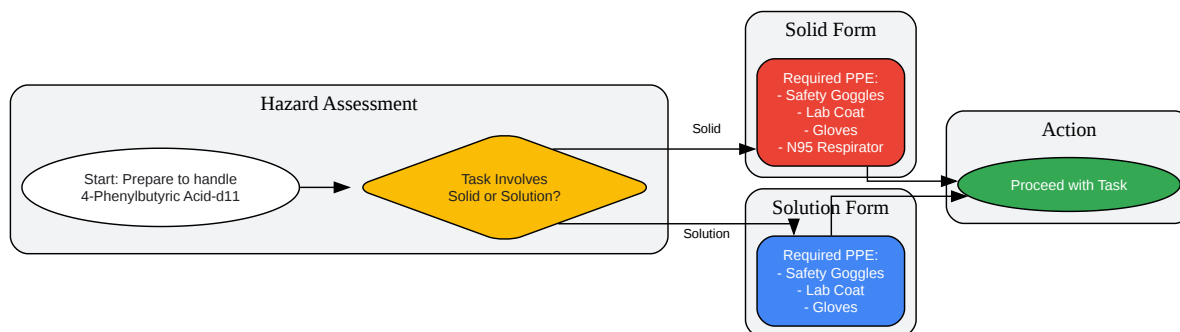 Hazard Assessment
Start: Prepare to handle
4-Phenylbutyric Acid-d11
Task Involves
Solid or Solution?
Solid
Solution
Solid Form
Required PPE:
- Safety Goggles
- Lab Coat
- Gloves
- N95 Respirator
Solution Form
Required PPE:
- Safety Goggles
- Lab Coat
- Gloves
Action
Proceed with Task